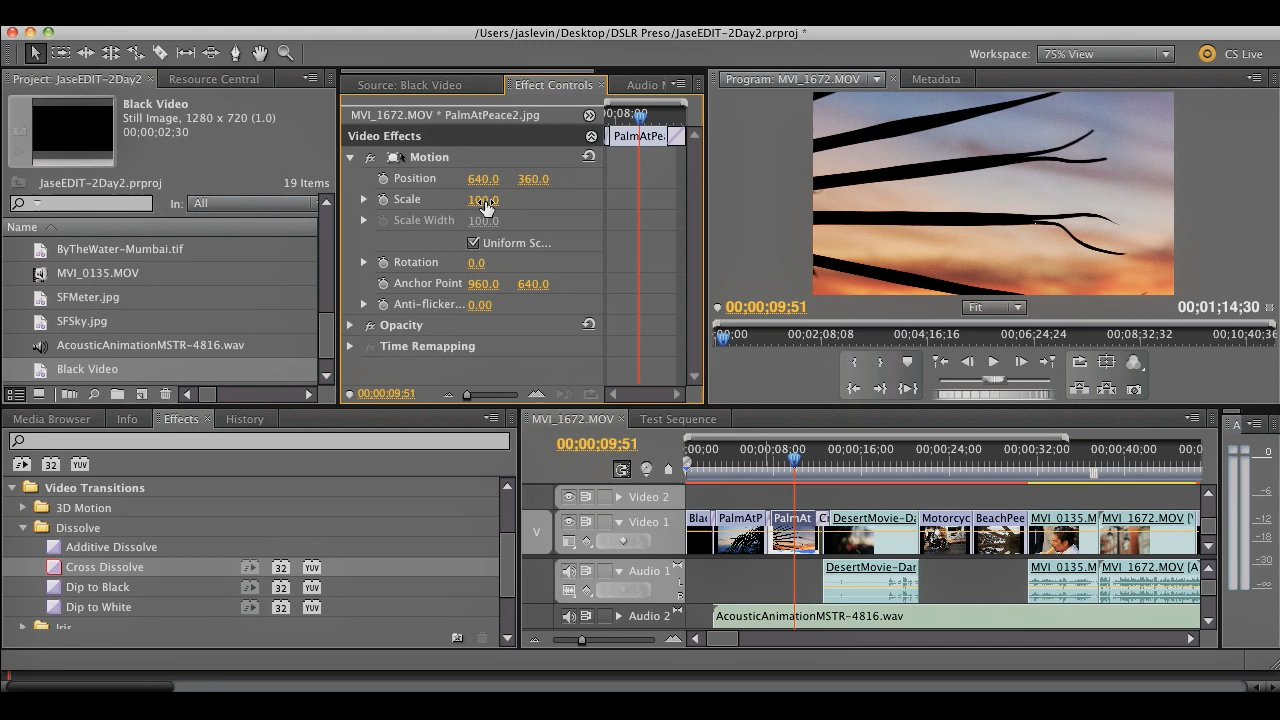 /Users/jaslevin/Desktop/DSLR Preso/JaseEDIT-2Day2.prproj *
Workspace: 75% View CS Live
Project: JaseEDIT-2Day2 Resource Central
Black Video
Still Image, 1280 x 720 (1.0)
00;00;02;30
JaseEDIT-2Day2.prproj 19 Items
In: All
Name
ByTheWater-Mumbai.tif
MVI_0135.MOV
SFMeter.jpg
SFSky.jpg
AcousticAnimationMSTR-4816.wav
Black Video
Source: Black Video Effect Controls Audio M
MVI_1672.MOV * PalmAtPeace2.jpg
;00;08;00
Video Effects PalmAtPe
Motion
Position 640.0 360.0
Scale 100.0
Scale Width 100.0
Uniform Sc...
Rotation 0.0
Anchor Point 960.0 640.0
Anti-flicker... 0.00
Opacity
Time Remapping
00;00;09;51
Program: MVI_1672.MOV Metadata
00;00;09;51 Fit 00;01;14;30
;00;00 00;02;08;08 00;04;16;16 00;06;24;24 00;08;32;32 00;10;40;36
Media Browser Info Effects History
32 YUV
Video Transitions
3D Motion
Dissolve
Additive Dissolve
Cross Dissolve 32 YUV
Dip to Black 32 YUV
Dip to White 32 YUV
Iris
MVI_1672.MOV Test Sequence
00;00;09;51
;00;00 00;00;08;00 00;00;16;00 00;00;24;00 00;00;32;00 00;00;40;00 00;0
Video 2
V Video 1
Blac PalmAtP PalmAt C DesertMovie-Da Motorcyc BeachPee MVI_0135.M MVI_1672.MOV [V
Audio 1 L R
DesertMovie-Dar MVI_0135.M MVI_1672.MOV [A
Audio 2 AcousticAnimationMSTR-4816.wav
A
0
-6
-12
-18
-30